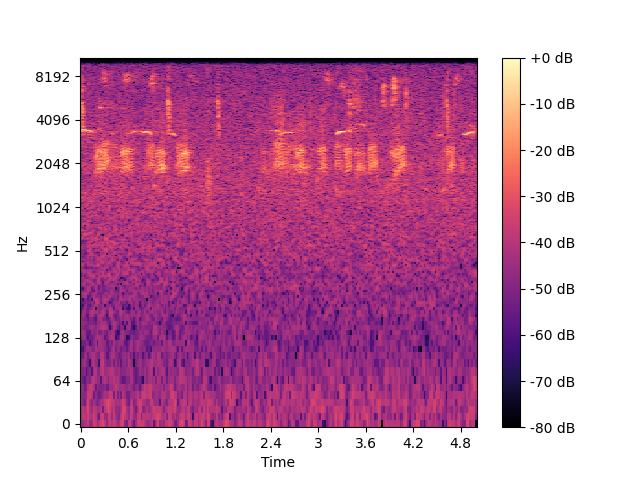 8192
4096
2048
1024
512
256
128
64
0
Hz
0 0.6 1.2 1.8 2.4 3 3.6 4.2 4.8
Time
+0 dB
-10 dB
-20 dB
-30 dB
-40 dB
-50 dB
-60 dB
-70 dB
-80 dB